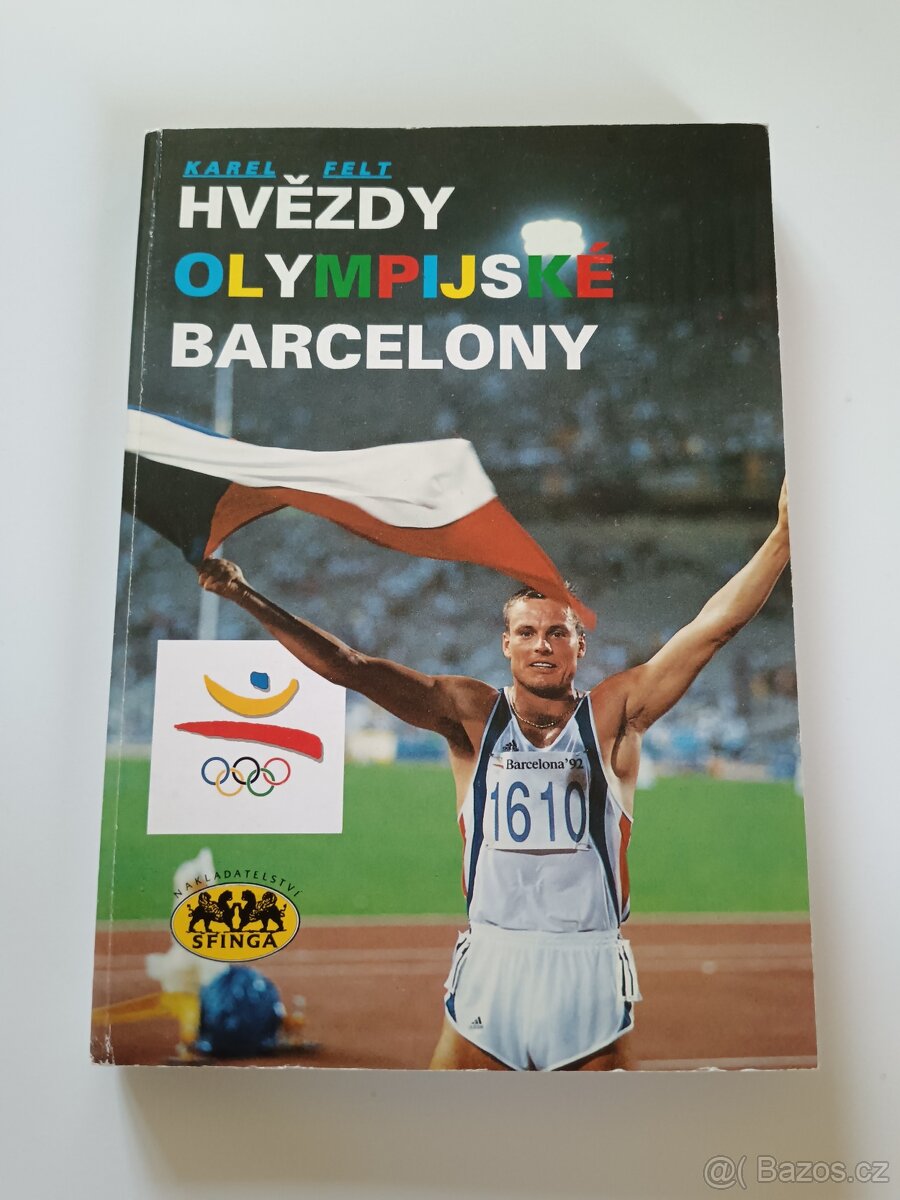 KAREL FELT
HVĚZDY
OLYMPIJSKÉ
BARCELONY
Barcelona'92
1610
NAKLADATELSTVÍ
SFINGA
@( Bazos.cz